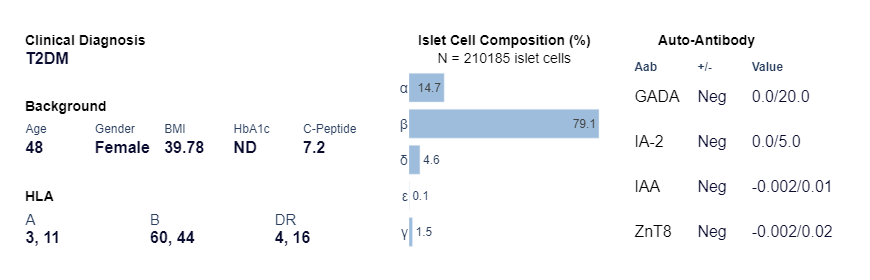 Clinical Diagnosis
T2DM
Background
Age Gender BMI HbA1c C-Peptide
48 Female 39.78 ND 7.2
HLA
A B DR
3, 11 60, 44 4, 16
Islet Cell Composition (%)
N = 210185 islet cells
α 14.7
β 79.1
δ 4.6
ε 0.1
γ 1.5
Auto-Antibody
Aab +/- Value
GADA Neg 0.0/20.0
IA-2 Neg 0.0/5.0
IAA Neg -0.002/0.01
ZnT8 Neg -0.002/0.02